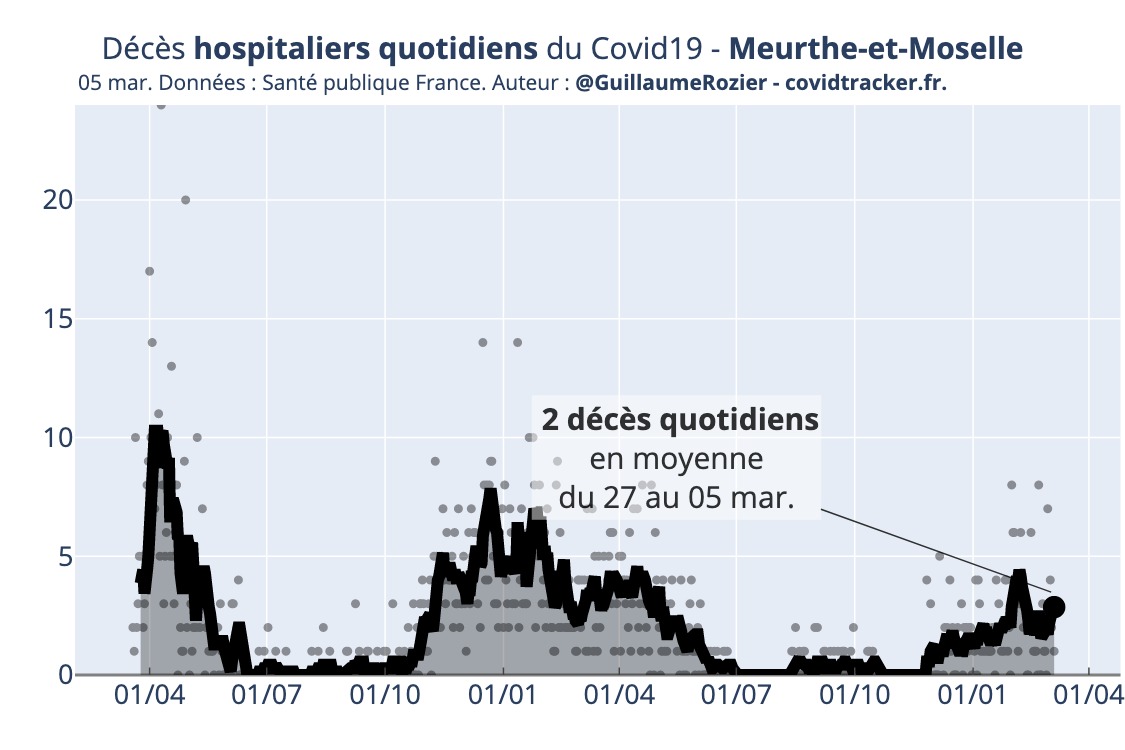 Décès hospitaliers quotidiens du Covid19 - Meurthe-et-Moselle
05 mar. Données : Santé publique France. Auteur : @GuillaumeRozier - covidtracker.fr.
20
15
10
5
0
2 décès quotidiens
en moyenne
du 27 au 05 mar.
01/04 01/07 01/10 01/01 01/04 01/07 01/10 01/01 01/04